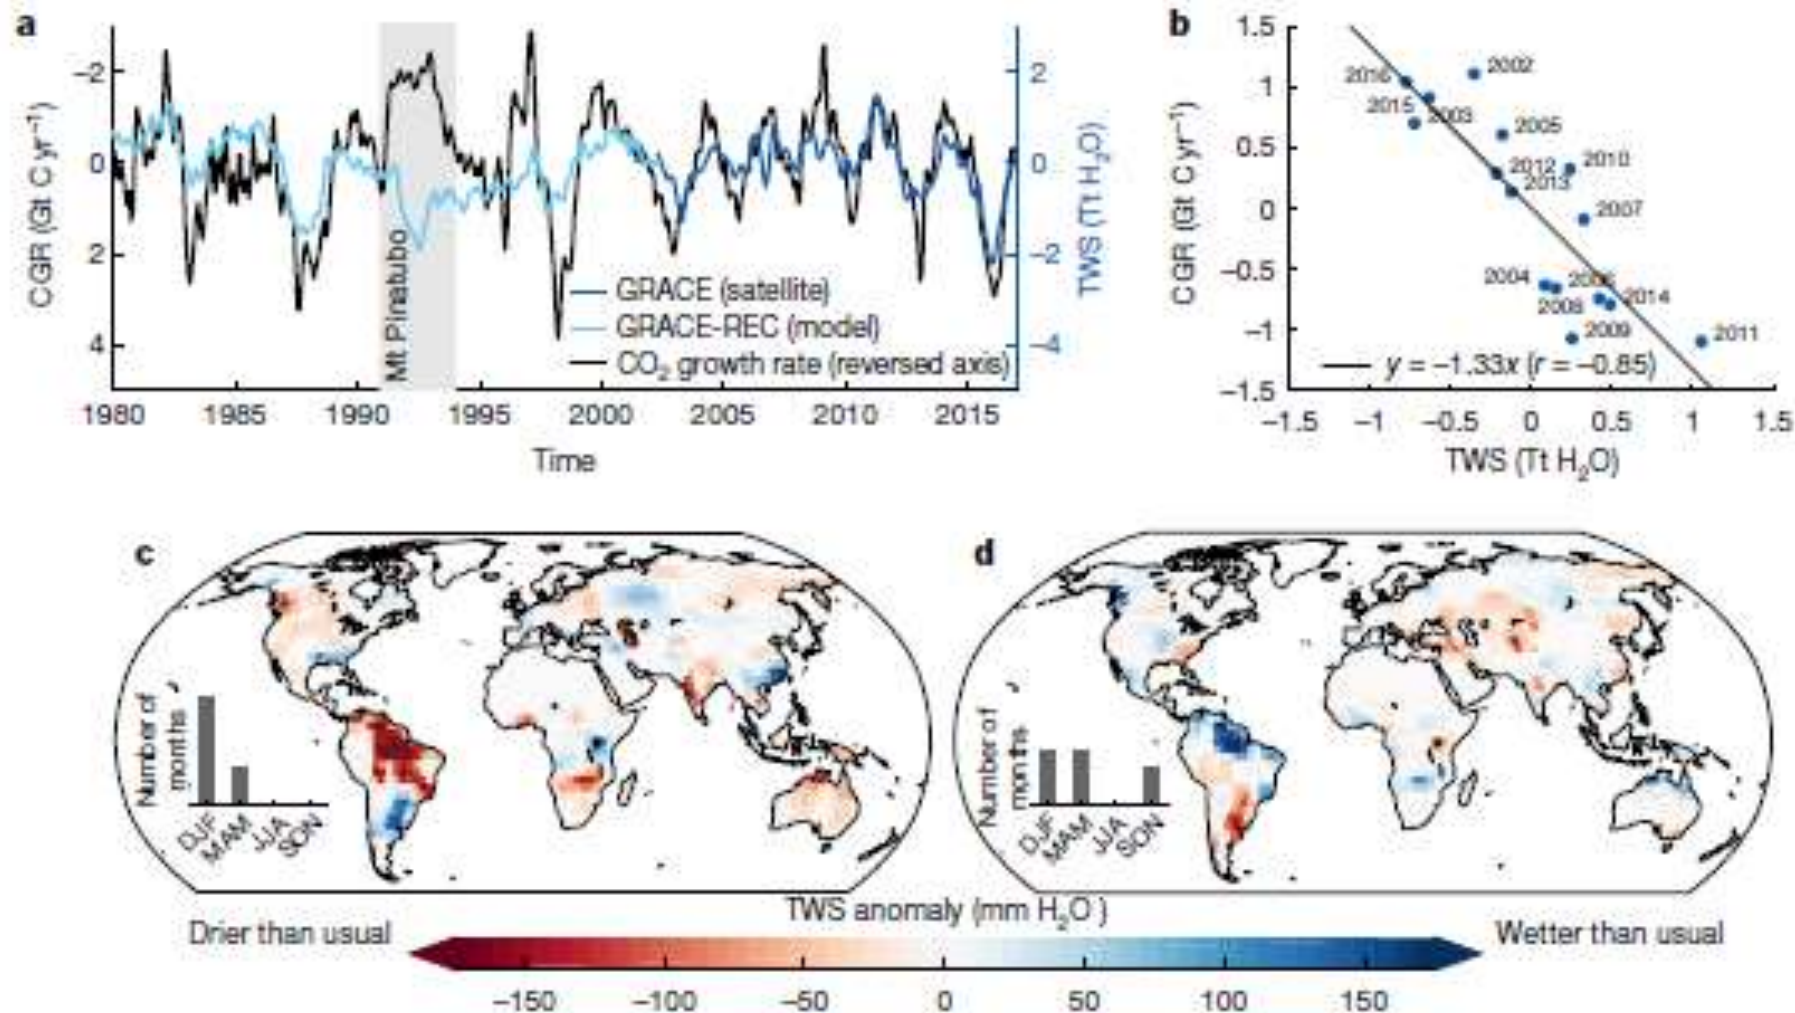 a
CGR (Gt C yr⁻¹)
–2
0
2
4
2
0
–2
–4
TWS (Tt H₂O)
Mt Pinatubo
GRACE (satellite)
GRACE-REC (model)
CO₂ growth rate (reversed axis)
1980 1985 1990 1995 2000 2005 2010 2015
Time
b
CGR (Gt C yr⁻¹)
1.5
1
0.5
0
–0.5
–1
–1.5
2016
2002
2015
2003
2005
2012
2010
2013
2007
2004
2006
2008
2014
2009
2011
y = –1.33x (r = –0.85)
–1.5 –1 –0.5 0 0.5 1 1.5
TWS (Tt H₂O)
c
Number of
months
DJF
MAM
JJA
SON
d
Number of
months
DJF
MAM
JJA
SON
TWS anomaly (mm H₂O )
Drier than usual
Wetter than usual
–150 –100 –50 0 50 100 150